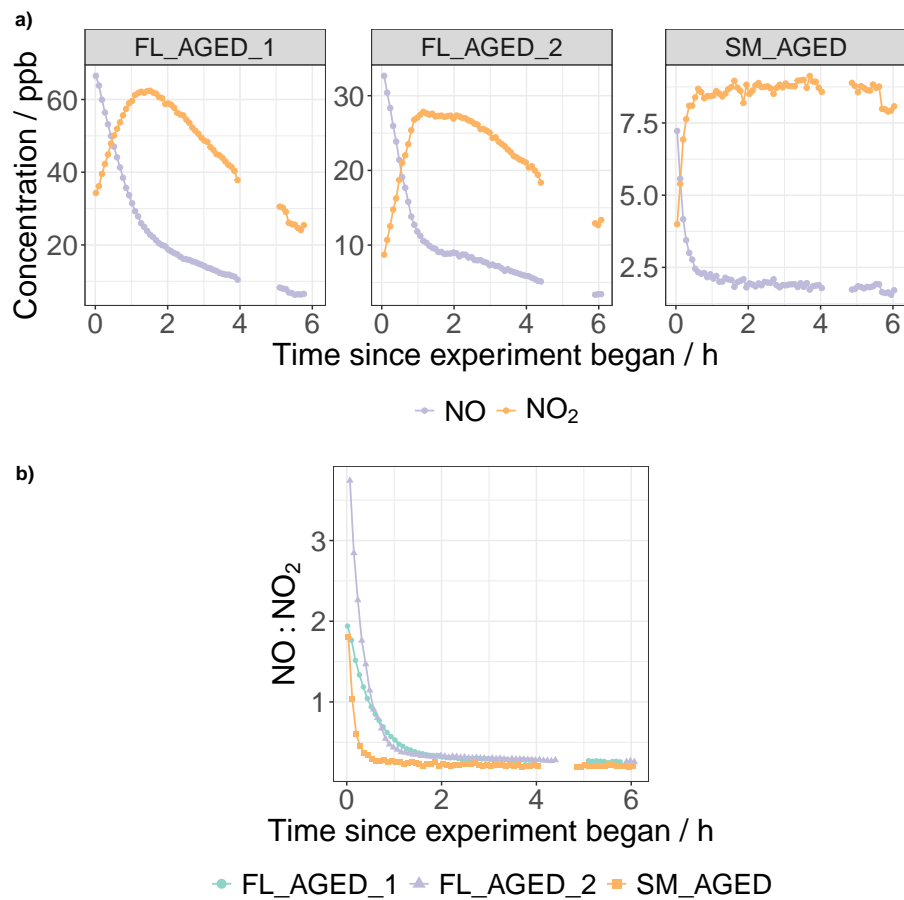 a)
FL_AGED_1 FL_AGED_2 SM_AGED
Concentration / ppb
60
40
20
0 2 4 6
30
20
10
0 2 4 6
7.5
5.0
2.5
0 2 4 6
Time since experiment began / h
NO NO₂
b)
NO : NO₂
3
2
1
0 2 4 6
Time since experiment began / h
FL_AGED_1 FL_AGED_2 SM_AGED